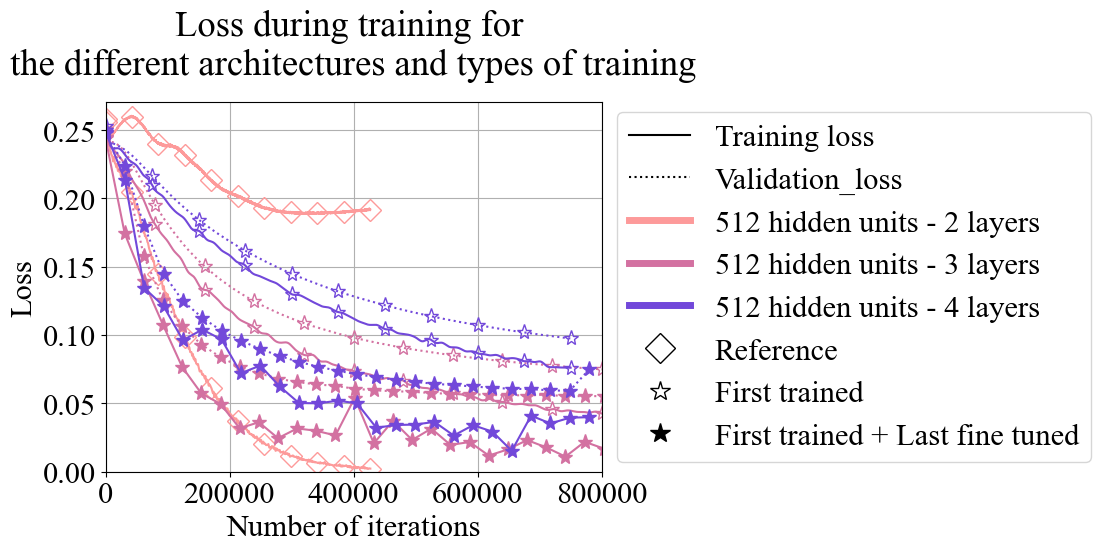 Loss during training for
the different architectures and types of training
0.25
0.20
0.15
0.10
0.05
0.00
Loss
0 200000 400000 600000 800000
Number of iterations
Training loss
Validation_loss
512 hidden units - 2 layers
512 hidden units - 3 layers
512 hidden units - 4 layers
Reference
First trained
First trained + Last fine tuned